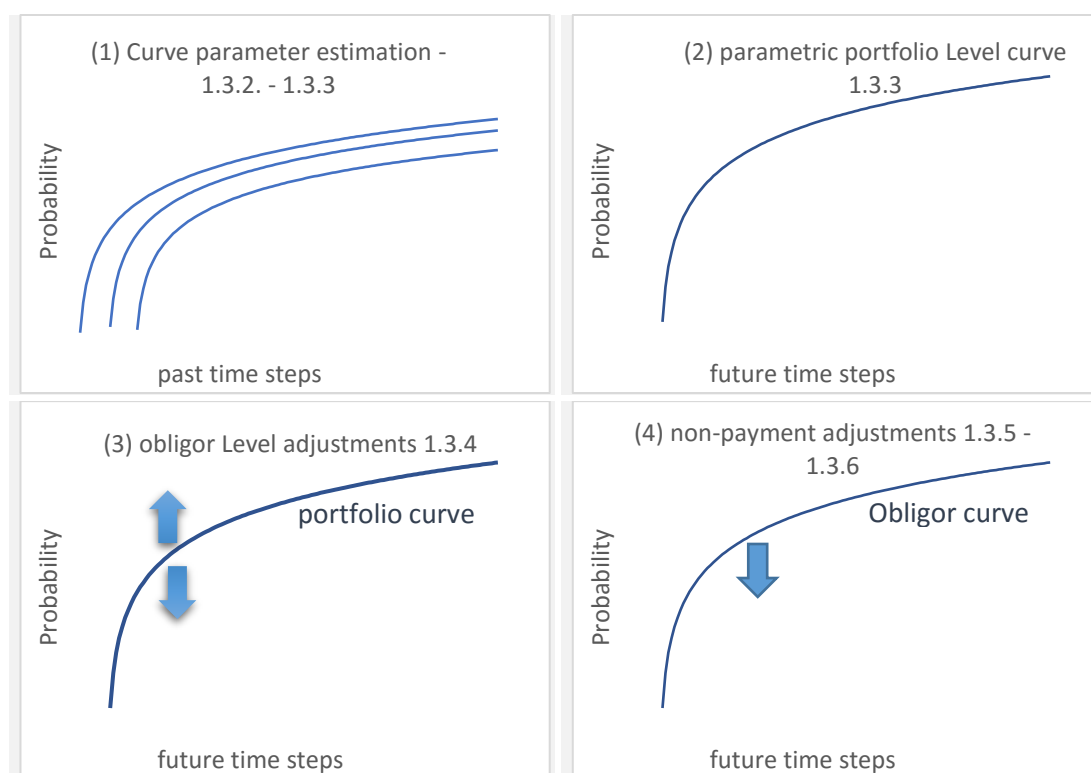 (1) Curve parameter estimation -
1.3.2. - 1.3.3
Probability
past time steps
(2) parametric portfolio Level curve
1.3.3
Probability
future time steps
(3) obligor Level adjustments 1.3.4
portfolio curve
Probability
future time steps
(4) non-payment adjustments 1.3.5 -
1.3.6
Obligor curve
Probability
future time steps